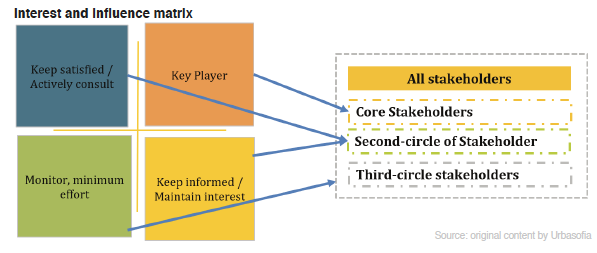 Interest and Influence matrix
Keep satisfied /
Actively consult
Key Player
Monitor, minimum
effort
Keep informed /
Maintain interest
All stakeholders
Core Stakeholders
Second-circle of Stakeholder
Third-circle stakeholders
Source: original content by Urbasofia